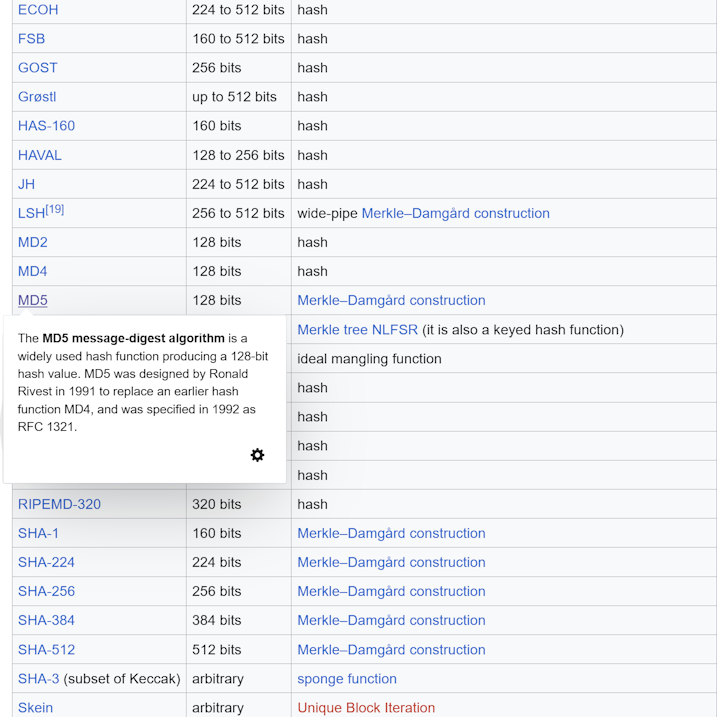 ECOH 224 to 512 bits hash
FSB 160 to 512 bits hash
GOST 256 bits hash
Grøstl up to 512 bits hash
HAS-160 160 bits hash
HAVAL 128 to 256 bits hash
JH 224 to 512 bits hash
LSH[19] 256 to 512 bits wide-pipe Merkle–Damgård construction
MD2 128 bits hash
MD4 128 bits hash
MD5 128 bits Merkle–Damgård construction
Merkle tree NLFSR (it is also a keyed hash function)
ideal mangling function
hash
hash
hash
hash
The MD5 message-digest algorithm is a
widely used hash function producing a 128-bit
hash value. MD5 was designed by Ronald
Rivest in 1991 to replace an earlier hash
function MD4, and was specified in 1992 as
RFC 1321.
RIPEMD-320 320 bits hash
SHA-1 160 bits Merkle–Damgård construction
SHA-224 224 bits Merkle–Damgård construction
SHA-256 256 bits Merkle–Damgård construction
SHA-384 384 bits Merkle–Damgård construction
SHA-512 512 bits Merkle–Damgård construction
SHA-3 (subset of Keccak) arbitrary sponge function
Skein arbitrary Unique Block Iteration